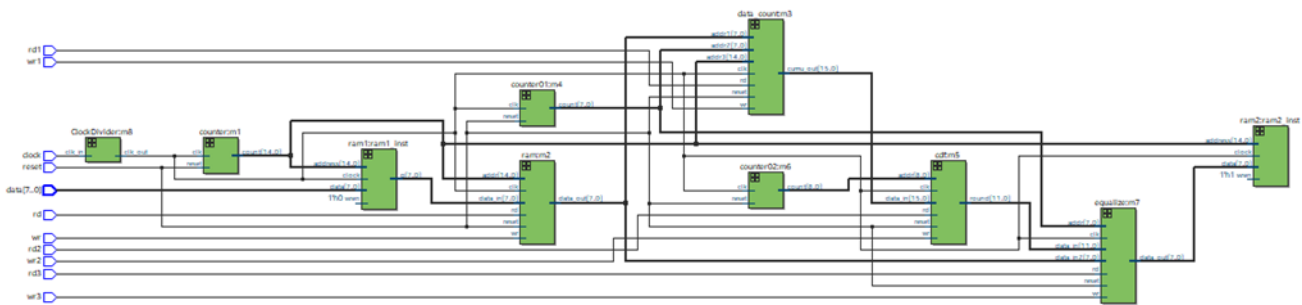 data_count:m3
rd1
wr1
addr1[7..0]
addr2[7..0]
addr3[14..0]
clk
rd
reset
wr
cumu_out[15..0]
counter01:m4
clk
reset
count[7..0]
ClockDivider:m8
clk_in
clk_out
counter:m1
clk
reset
count[14..0]
clock
reset
data[7..0]
rd
wr
rd2
wr2
rd3
wr3
ram1:ram1_inst
address[14..0]
clock
data[7..0]
1'h0 wren
q[7..0]
ram:m2
addr[14..0]
clk
data_in[7..0]
rd
reset
wr
data_out[7..0]
counter02:m6
clk
reset
count[8..0]
cdf:m5
addr[8..0]
clk
data_in[15..0]
rd
reset
wr
round[11..0]
equalize:m7
addr[7..0]
clk
data_in[11..0]
data_in2[7..0]
rd
reset
wr
data_out[7..0]
ram2:ram2_inst
address[14..0]
clock
data[7..0]
1'h1 wren